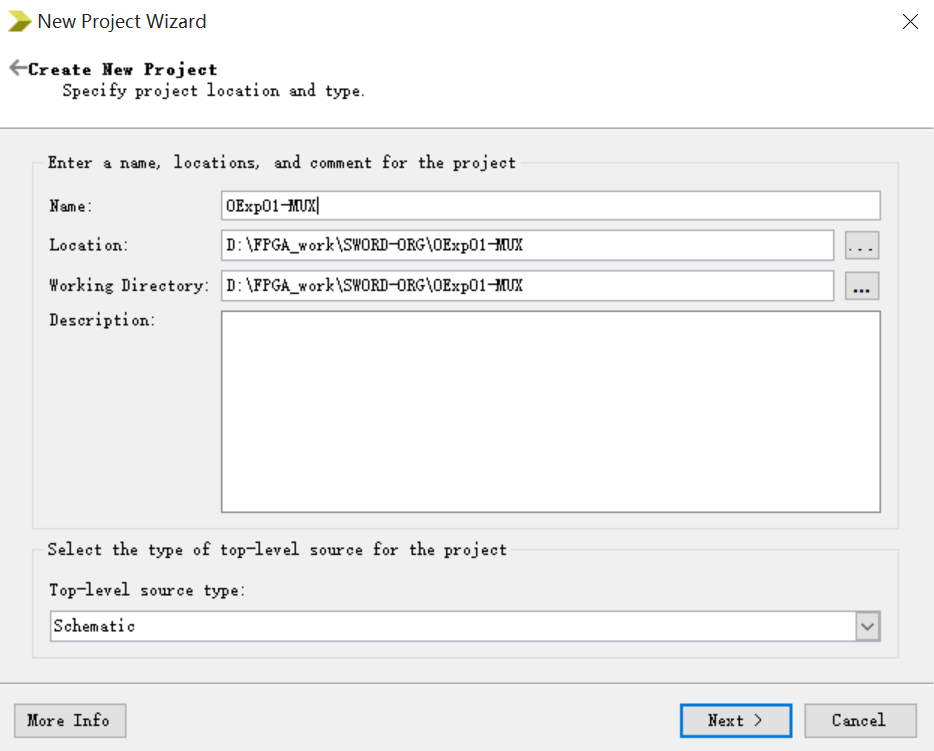 New Project Wizard
Create New Project
Specify project location and type.
Enter a name, locations, and comment for the project
Name:
OExp01-MUX
Location:
D:\FPGA_work\SWORD-ORG\OExp01-MUX
...
Working Directory:
D:\FPGA_work\SWORD-ORG\OExp01-MUX
...
Description:
Select the type of top-level source for the project
Top-level source type:
Schematic
More Info
Next >
Cancel